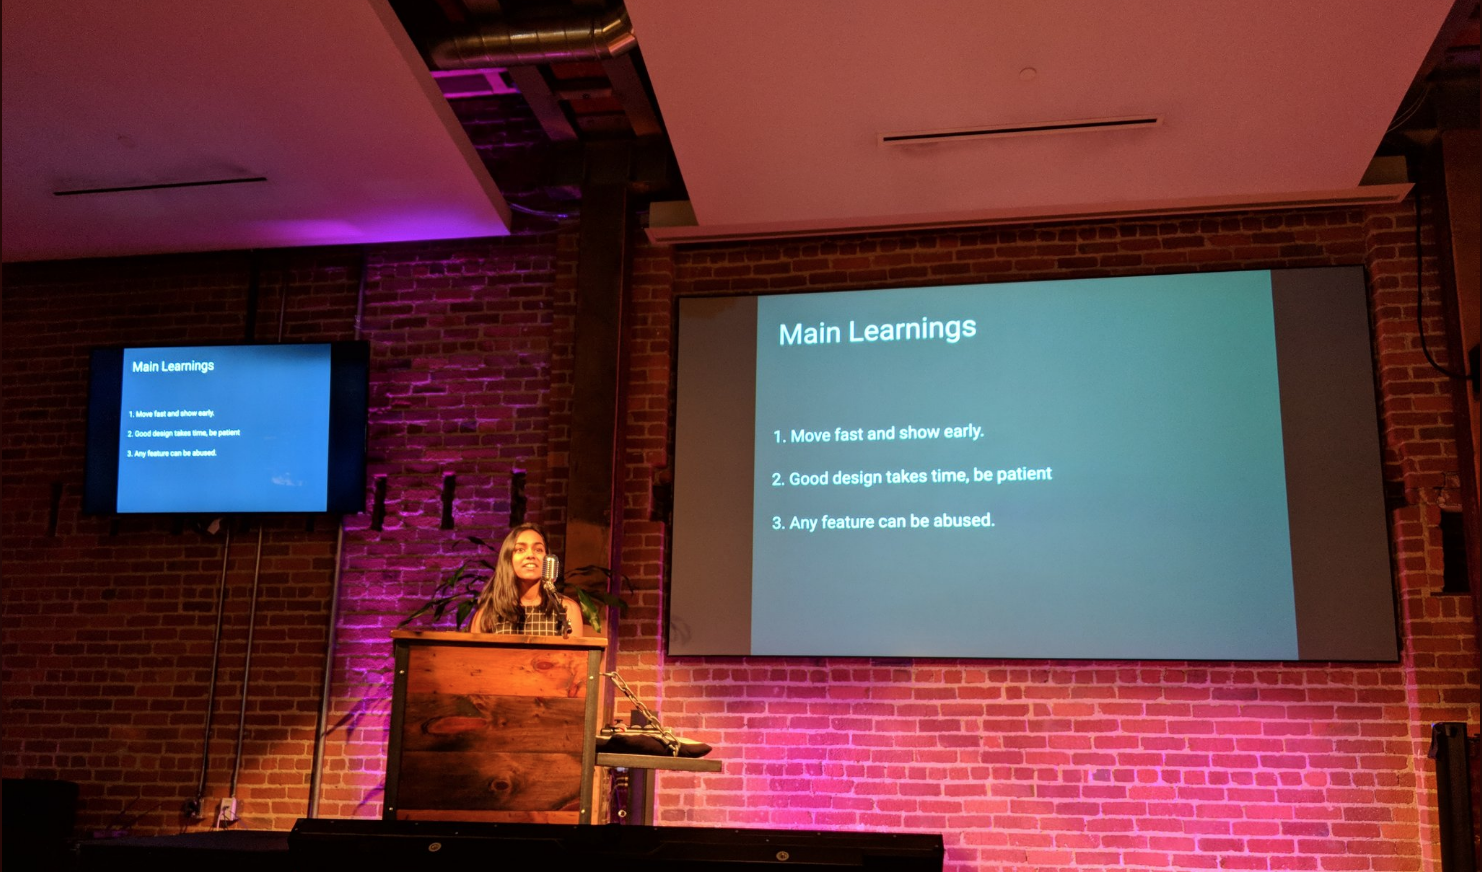 Main Learnings
1. Move fast and show early.
2. Good design takes time, be patient
3. Any feature can be abused.
Main Learnings
1. Move fast and show early.
2. Good design takes time, be patient
3. Any feature can be abused.